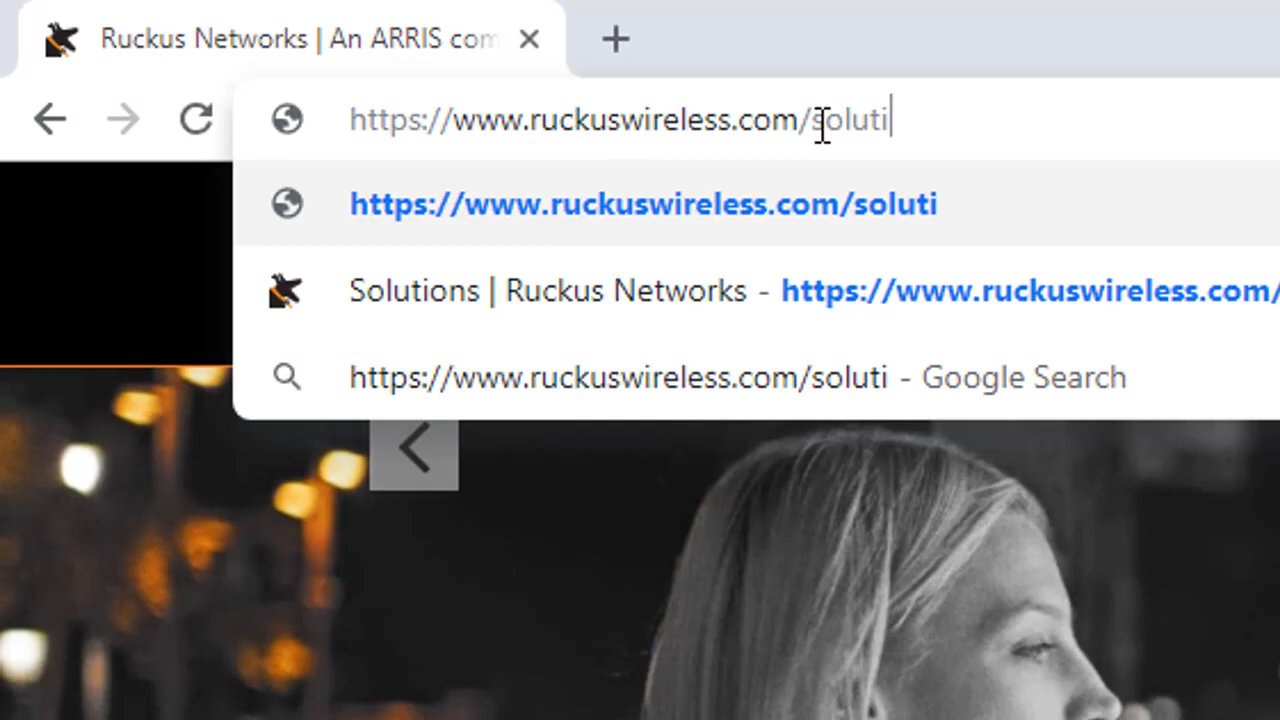 Ruckus Networks | An ARRIS com
https://www.ruckuswireless.com/soluti
https://www.ruckuswireless.com/soluti
Solutions | Ruckus Networks - https://www.ruckuswireless.com/
https://www.ruckuswireless.com/soluti - Google Search